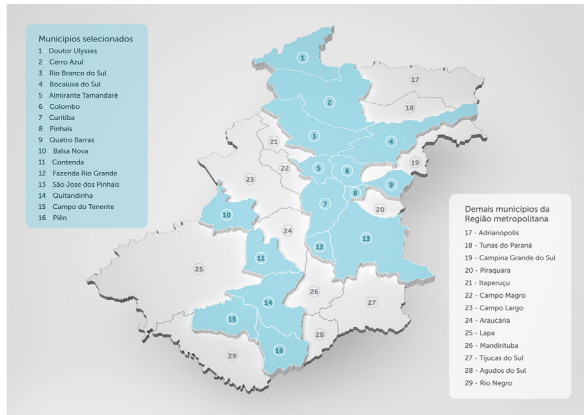 Municípios selecionados
1 Doutor Ulysses
2 Cerro Azul
3 Rio Branco do Sul
4 Bocaiúva do Sul
5 Almirante Tamandaré
6 Colombo
7 Curitiba
8 Pinhais
9 Quatro Barras
10 Balsa Nova
11 Contenda
12 Fazenda Rio Grande
13 São Jose dos Pinhais
14 Quitandinha
15 Campo do Tenente
16 Piên
1
17
2
18
3
4
21
19
5
6
22
23
9
8
7
20
10
24
13
12
11
25
26
14
27
15
28
16
29
Demais municípios da
Região metropolitana
17 - Adrianópolis
18 - Tunas do Paraná
19 - Campina Grande do Sul
20 - Piraquara
21 - Itaperuçu
22 - Campo Magro
23 - Campo Largo
24 - Araucária
25 - Lapa
26 - Mandirituba
27 - Tijucas do Sul
28 - Agudos do Sul
29 - Rio Negro